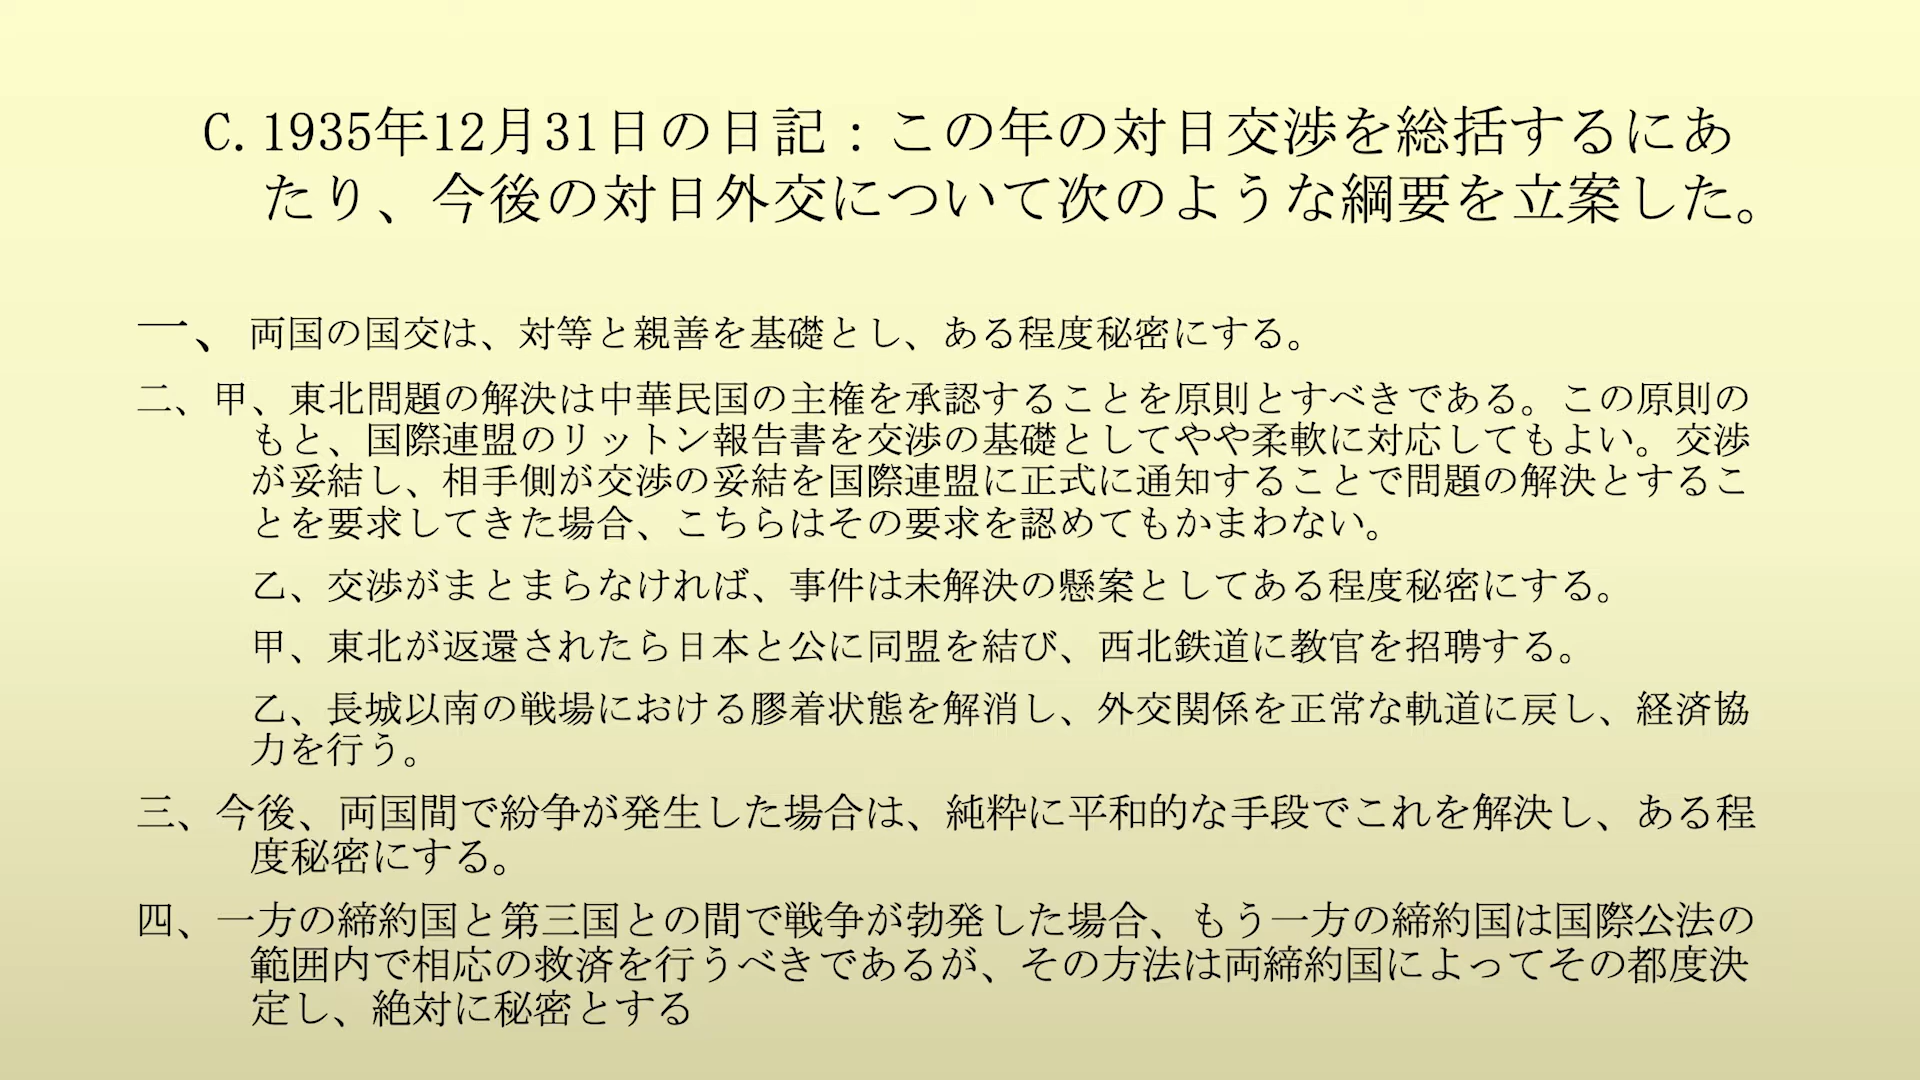 C.1935年12月31日の日記：この年の対日交渉を総括するにあ
たり、今後の対日外交について次のような綱要を立案した。
一、両国の国交は、対等と親善を基礎とし、ある程度秘密にする。
二、甲、東北問題の解決は中華民国の主権を承認することを原則とすべきである。この原則の
もと、国際連盟のリットン報告書を交渉の基礎としてやや柔軟に対応してもよい。交渉
が妥結し、相手側が交渉の妥結を国際連盟に正式に通知することで問題の解決とするこ
とを要求してきた場合、こちらはその要求を認めてもかまわない。
乙、交渉がまとまらなければ、事件は未解決の懸案としてある程度秘密にする。
甲、東北が返還されたら日本と公に同盟を結び、西北鉄道に教官を招聘する。
乙、長城以南の戦場における膠着状態を解消し、外交関係を正常な軌道に戻し、経済協
力を行う。
三、今後、両国間で紛争が発生した場合は、純粋に平和的な手段でこれを解決し、ある程
度秘密にする。
四、一方の締約国と第三国との間で戦争が勃発した場合、もう一方の締約国は国際公法の
範囲内で相応の救済を行うべきであるが、その方法は両締約国によってその都度決
定し、絶対に秘密とする